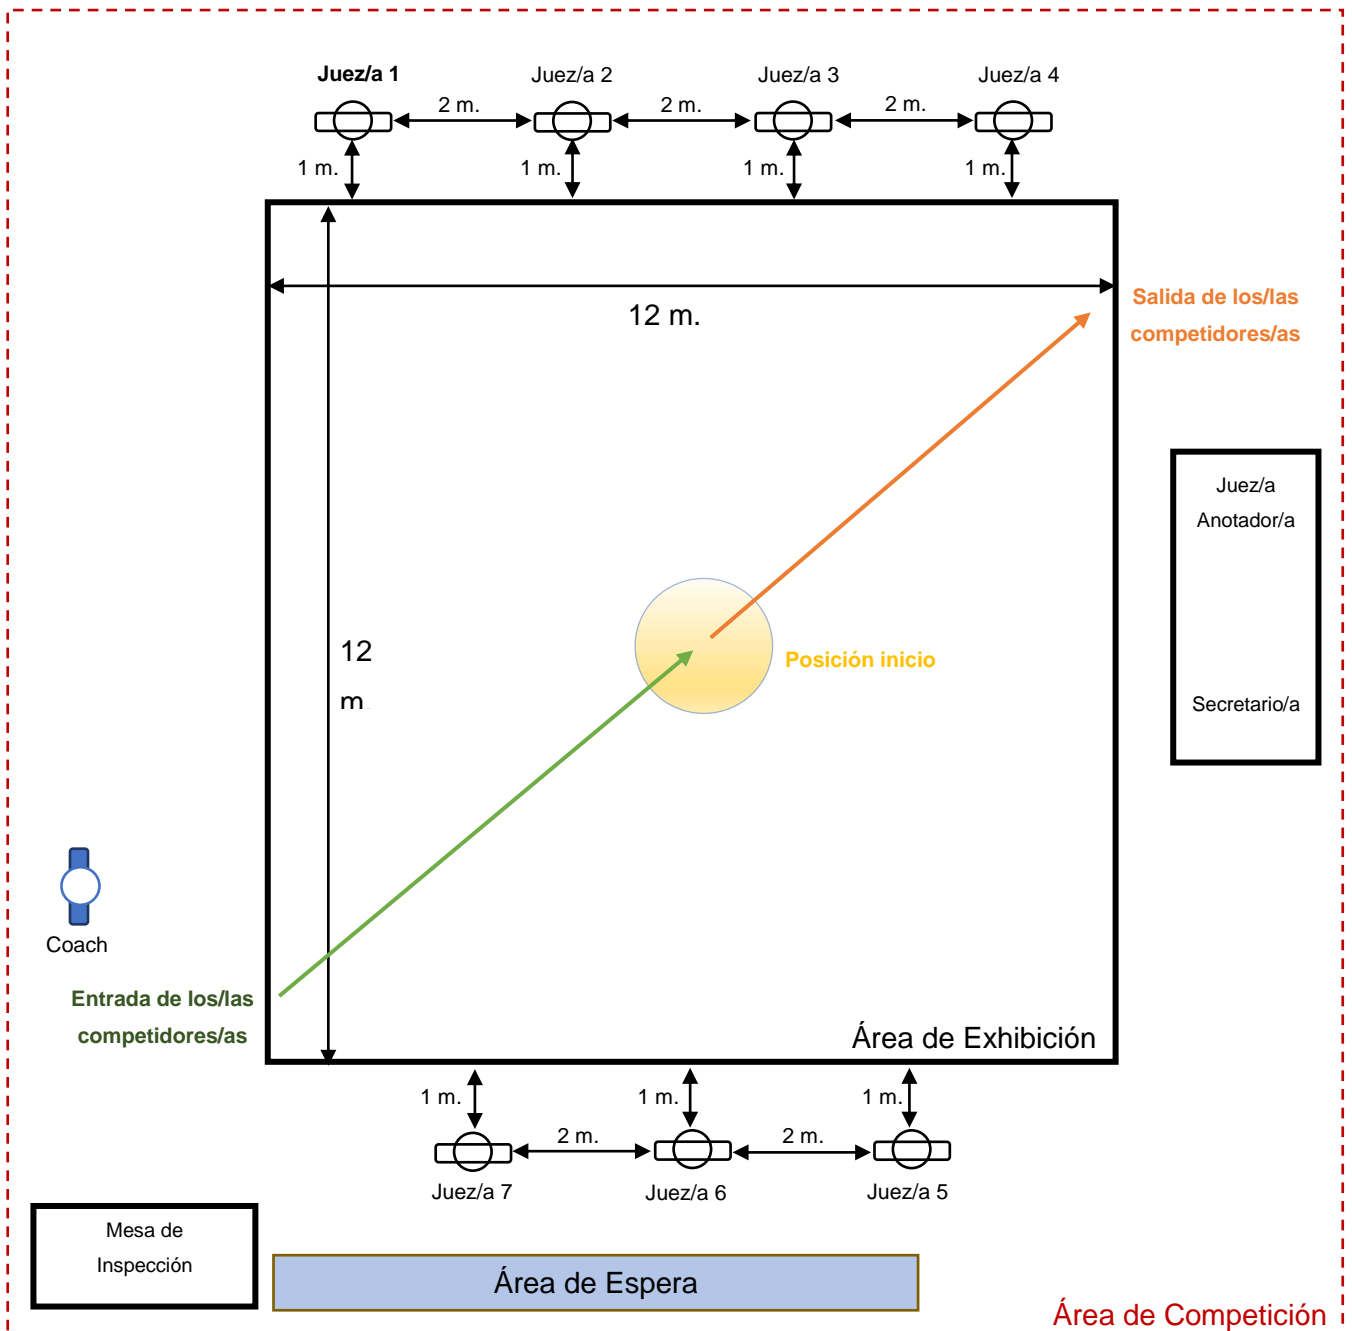 Juez/a 1
Juez/a 2
Juez/a 3
Juez/a 4
2 m.
2 m.
2 m.
1 m.
1 m.
1 m.
1 m.
12 m.
Salida de los/las
competidores/as
Juez/a
Anotador/a
Posición inicio
12
m.
Secretario/a
Coach
Entrada de los/las
competidores/as
Área de Exhibición
1 m.
1 m.
1 m.
2 m.
2 m.
Juez/a 7
Juez/a 6
Juez/a 5
Mesa de
Inspección
Área de Espera
Área de Competición